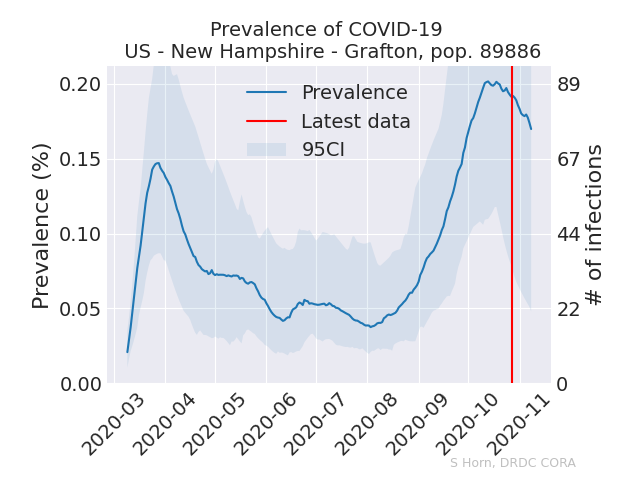 Prevalence of COVID-19
US - New Hampshire - Grafton, pop. 89886
Prevalence
Latest data
95CI
Prevalence (%)
0.20
0.15
0.10
0.05
0.00
# of infections
89
67
44
22
0
2020-03
2020-04
2020-05
2020-06
2020-07
2020-08
2020-09
2020-10
2020-11
S Horn, DRDC CORA